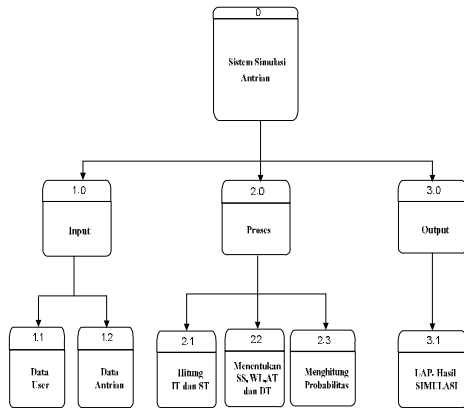 0
Sistem Simulasi
Antrian
1.0
Input
2.0
Proses
3.0
Output
1.1
Data
User
1.2
Data
Antrian
2.1
Hitung
IT dan ST
22
Menentukan
SS, WL,AT
dan DT
2.3
Menghitung
Probabilitas
3.1
LAP. Hasil
SIMULASI